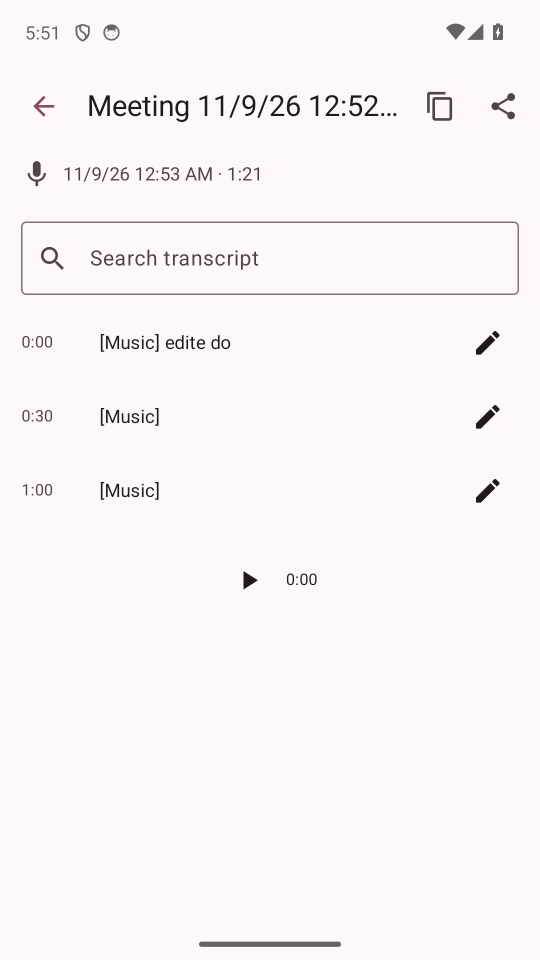 5:51
Meeting 11/9/26 12:52...
11/9/26 12:53 AM · 1:21
Search transcript
0:00 [Music] edite do
0:30 [Music]
1:00 [Music]
0:00